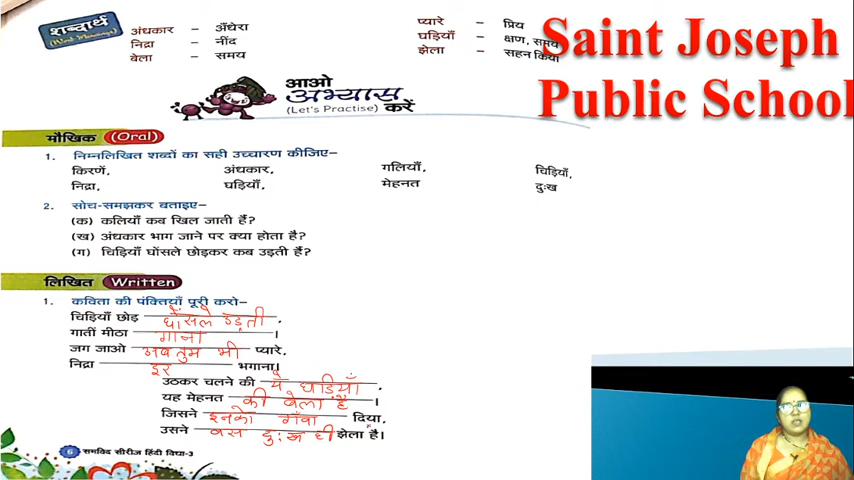 शब्दार्थ
(Word Meanings)
अंधकार – अँधेरा
निद्रा – नींद
बेला – समय
प्यारे – प्रिय
घड़ियाँ – क्षण, समय
झेला – सहन किया
Saint Joseph
Public School
आओ
अभ्यास
(Let's Practise) करें
मौखिक (Oral)
1. निम्नलिखित शब्दों का सही उच्चारण कीजिए–
किरणें, अंधकार, गलियाँ, चिड़ियाँ,
निद्रा, घड़ियाँ, मेहनत दुःख
2. सोच-समझकर बताइए–
(क) कलियाँ कब खिल जाती हैं?
(ख) अंधकार भाग जाने पर क्या होता है?
(ग) चिड़ियाँ घोंसले छोड़कर कब उड़ती हैं?
लिखित Written
1. कविता की पंक्तियाँ पूरी करो–
चिड़ियाँ छोड़ घोंसले उड़ती ,
गातीं मीठा गाना ।
जग जाओ अब तुम भी प्यारे,
निद्रा दूर भगाना।
उठकर चलने की ये घड़ियाँ ,
यह मेहनत की बेला है ।
जिसने इनको गँवा दिया,
उसने बस दुःख ही झेला है।
6 समविद सीरीज हिंदी विद्या-3